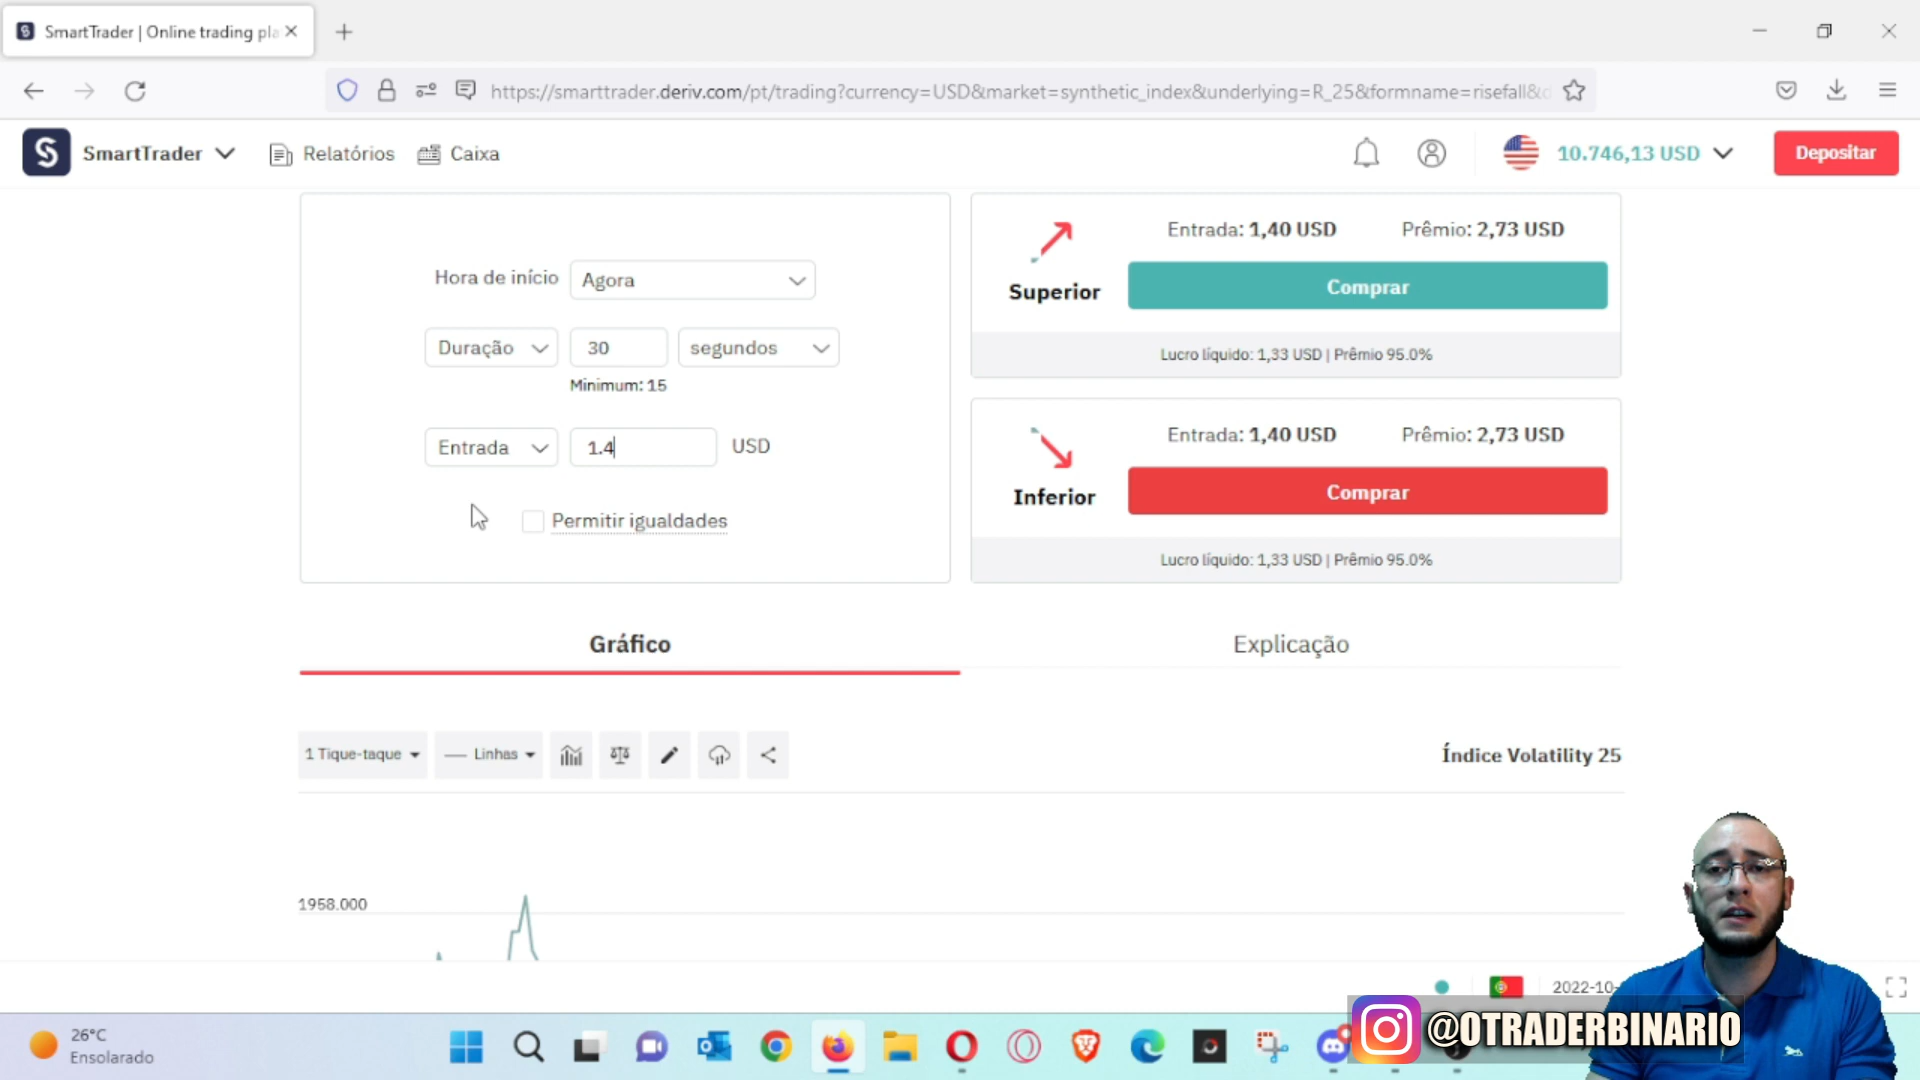 SmartTrader | Online trading pla
https://smarttrader.deriv.com/pt/trading?currency=USD&market=synthetic_index&underlying=R_25&formname=risefall&d
SmartTrader
Relatórios
Caixa
10.746,13 USD
Depositar
Hora de início
Agora
Duração
30
segundos
Minimum: 15
Entrada
1.4
USD
Permitir igualdades
Entrada: 1,40 USD
Prêmio: 2,73 USD
Superior
Comprar
Lucro líquido: 1,33 USD | Prêmio 95.0%
Entrada: 1,40 USD
Prêmio: 2,73 USD
Inferior
Comprar
Lucro líquido: 1,33 USD | Prêmio 95.0%
Gráfico
Explicação
1 Tique-taque
Linhas
Índice Volatility 25
1958.000
2022-10-
26°C
Ensolarado
@OTRADERBINARIO